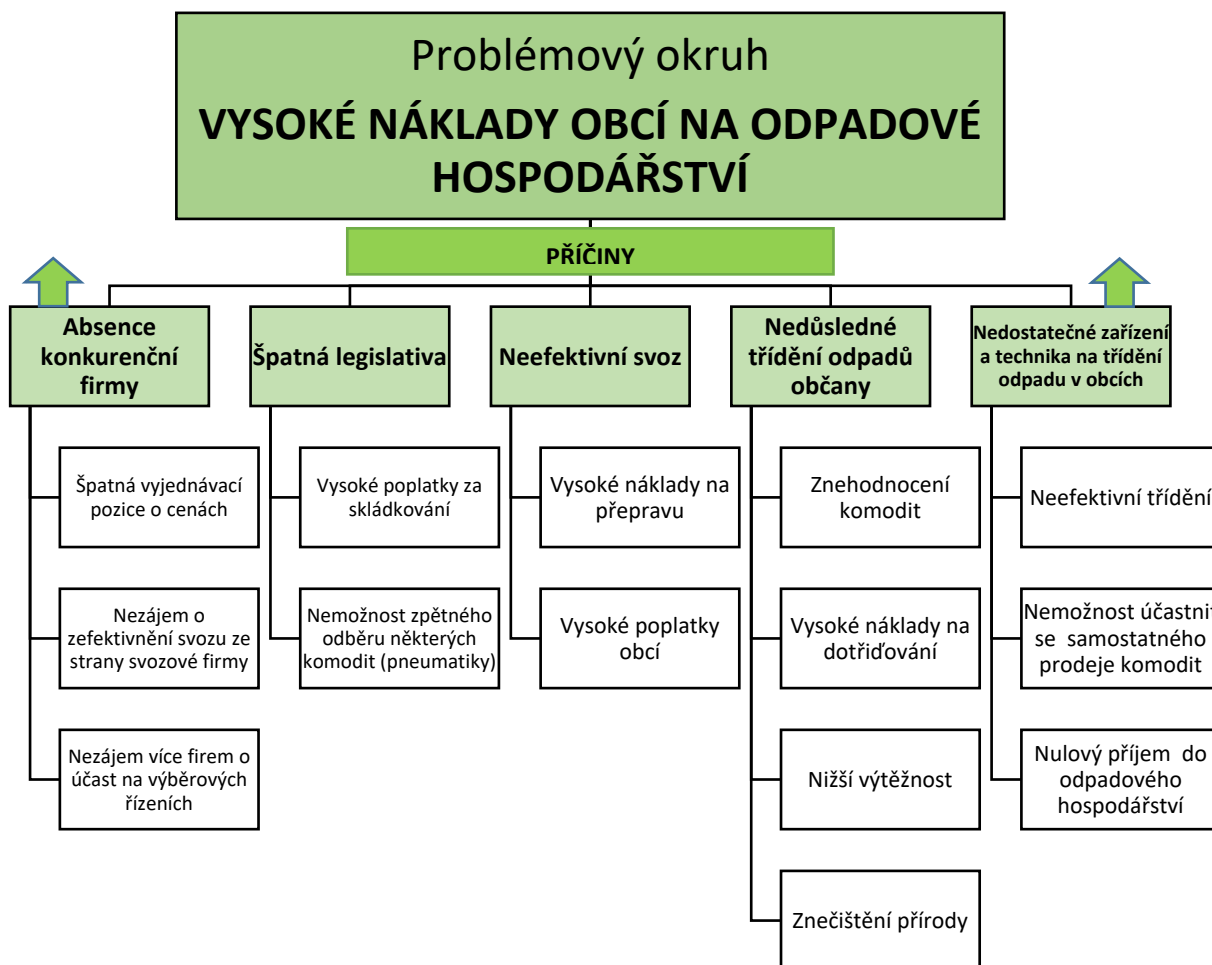 Problémový okruh
VYSOKÉ NÁKLADY OBCÍ NA ODPADOVÉ
HOSPODÁŘSTVÍ
PŘÍČINY
Absence
konkurenční
firmy
Špatná vyjednávací
pozice o cenách
Nezájem o
zefektivnění svozu ze
strany svozové firmy
Nezájem více firem o
účast na výběrových
řízeních
Špatná legislativa
Vysoké poplatky za
skládkování
Nemožnost zpětného
odběru některých
komodit (pneumatiky)
Neefektivní svoz
Vysoké náklady na
přepravu
Vysoké poplatky
obcí
Nedůsledné
třídění odpadů
občany
Znehodnocení
komodit
Vysoké náklady na
dotřiďování
Nižší výtěžnost
Znečištění přírody
Nedostatečné zařízení
a technika na třídění
odpadu v obcích
Neefektivní třídění
Nemožnost účastnit
se samostatného
prodeje komodit
Nulový příjem do
odpadového
hospodářství